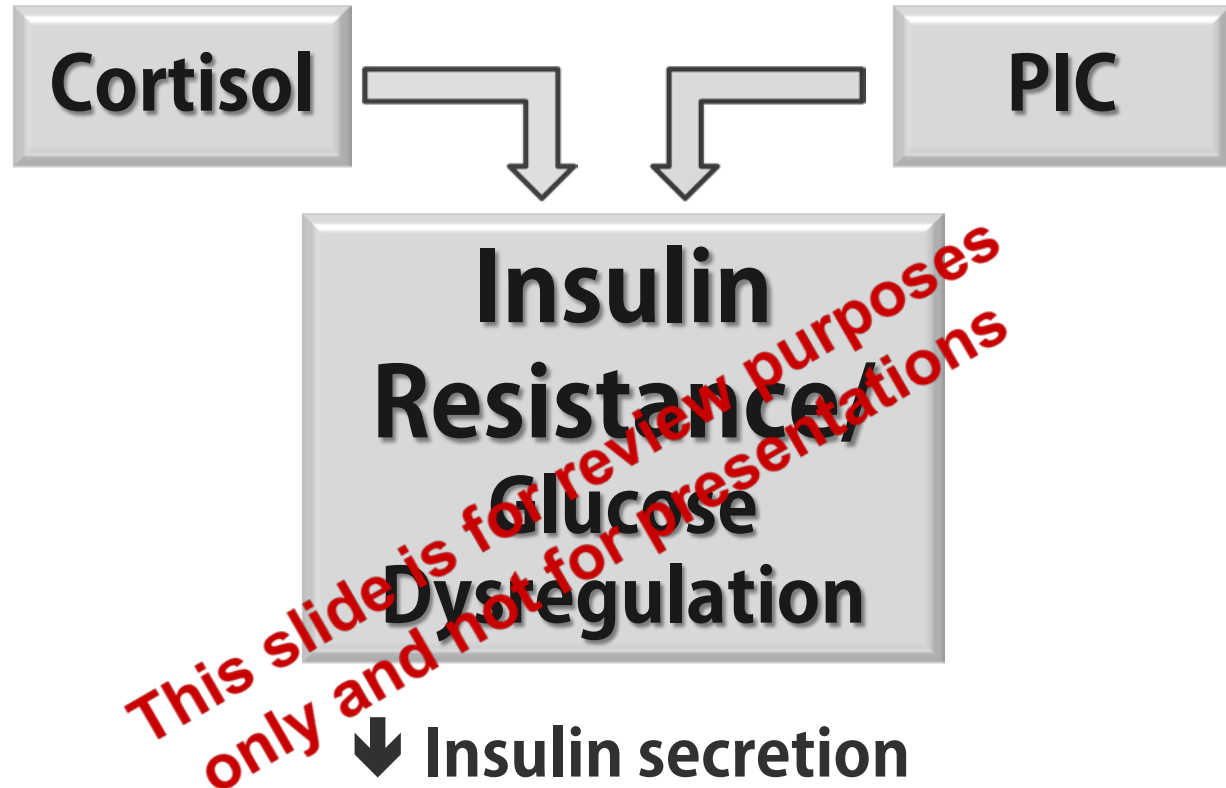 Cortisol
PIC
Insulin
Resistance/
Glucose
Dysregulation
🡻 Insulin secretion
This slide is for review purposes
only and not for presentations